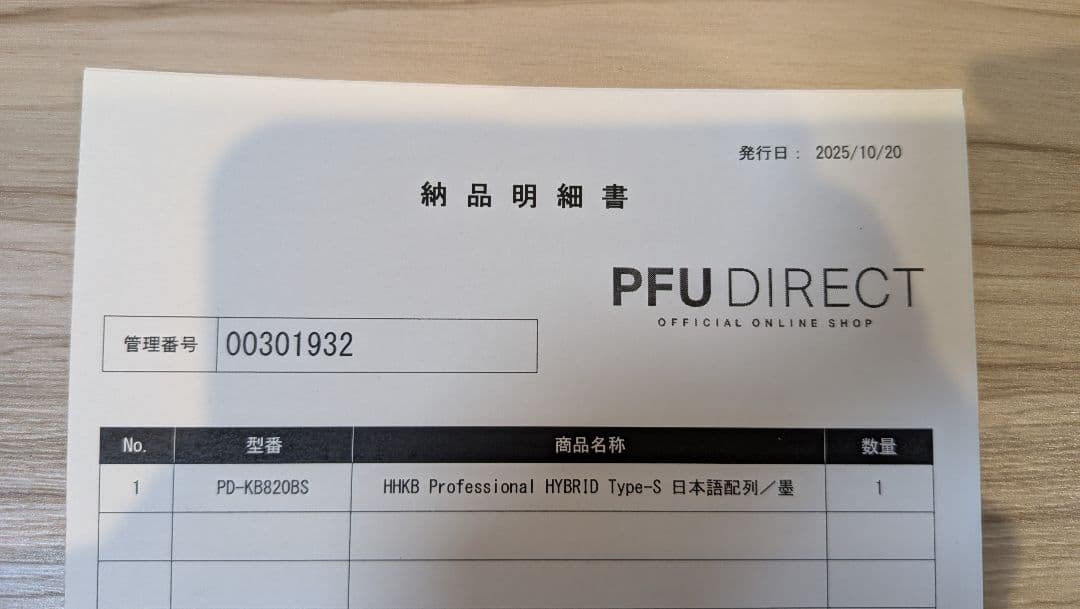 発行日： 2025/10/20
納品明細書
PFU DIRECT
OFFICIAL ONLINE SHOP
管理番号 00301932
No. 型番 商品名称 数量
1 PD-KB820BS HHKB Professional HYBRID Type-S 日本語配列／墨 1